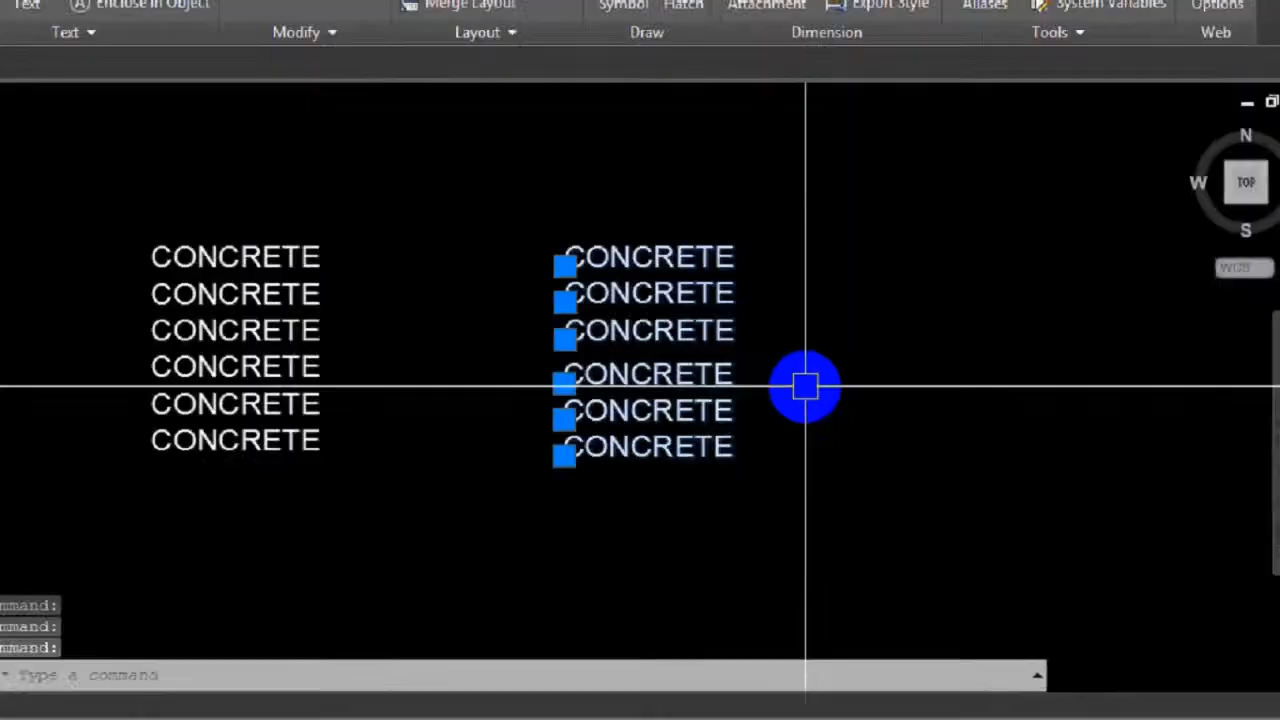 Text Enclose in Object Merge Layout Symbol Hatch Attachment Export Style Aliases System Variables Options
Text Modify Layout Draw Dimension Tools Web
N
W TOP
S
WCS
CONCRETE CONCRETE
CONCRETE CONCRETE
CONCRETE CONCRETE
CONCRETE CONCRETE
CONCRETE CONCRETE
CONCRETE CONCRETE
mmand:
mmand:
mmand:
Type a command